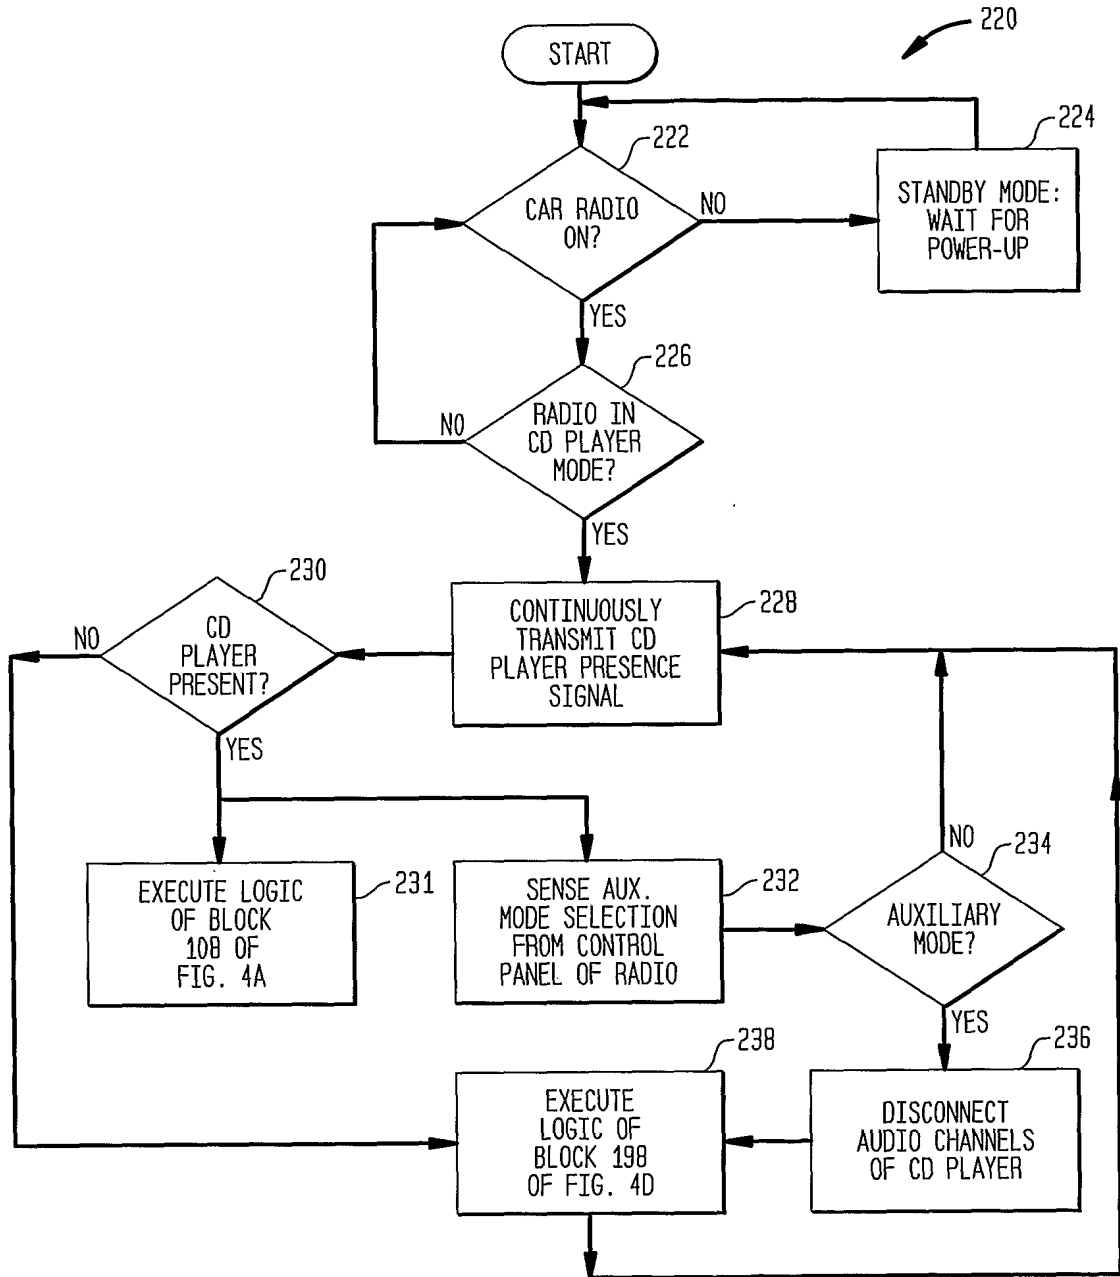 220
START
222
CAR RADIO
ON?
NO
224
STANDBY MODE:
WAIT FOR
POWER-UP
YES
226
NO
RADIO IN
CD PLAYER
MODE?
YES
230
NO
CD
PLAYER
PRESENT?
YES
CONTINUOUSLY
TRANSMIT CD
PLAYER PRESENCE
SIGNAL
228
EXECUTE LOGIC
OF BLOCK
108 OF
FIG. 4A
231
SENSE AUX.
MODE SELECTION
FROM CONTROL
PANEL OF RADIO
232
NO
234
AUXILIARY
MODE?
YES
238
EXECUTE
LOGIC OF
BLOCK 198
OF FIG. 4D
236
DISCONNECT
AUDIO CHANNELS
OF CD PLAYER